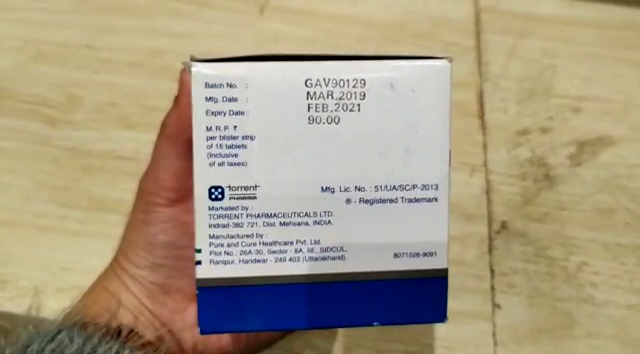 Batch No. : GAV90129
Mfg. Date : MAR.2019
Expiry Date : FEB.2021
M.R.P. ₹ 90.00
per blister strip
of 15 tablets
(Inclusive
of all taxes)
torrent
PHARMA
Mfg. Lic. No. : 51/UA/SC/P-2013
® - Registered Trademark
Marketed by :
TORRENT PHARMACEUTICALS LTD.
Indrad-382 721, Dist. Mehsana, INDIA.
Manufactured by :
Pure and Cure Healthcare Pvt. Ltd.
Plot No. : 26A-30, Sector - 8A, IIE, SIDCUL,
Ranipur, Haridwar - 249 403 (Uttarakhand).
8071526-9091